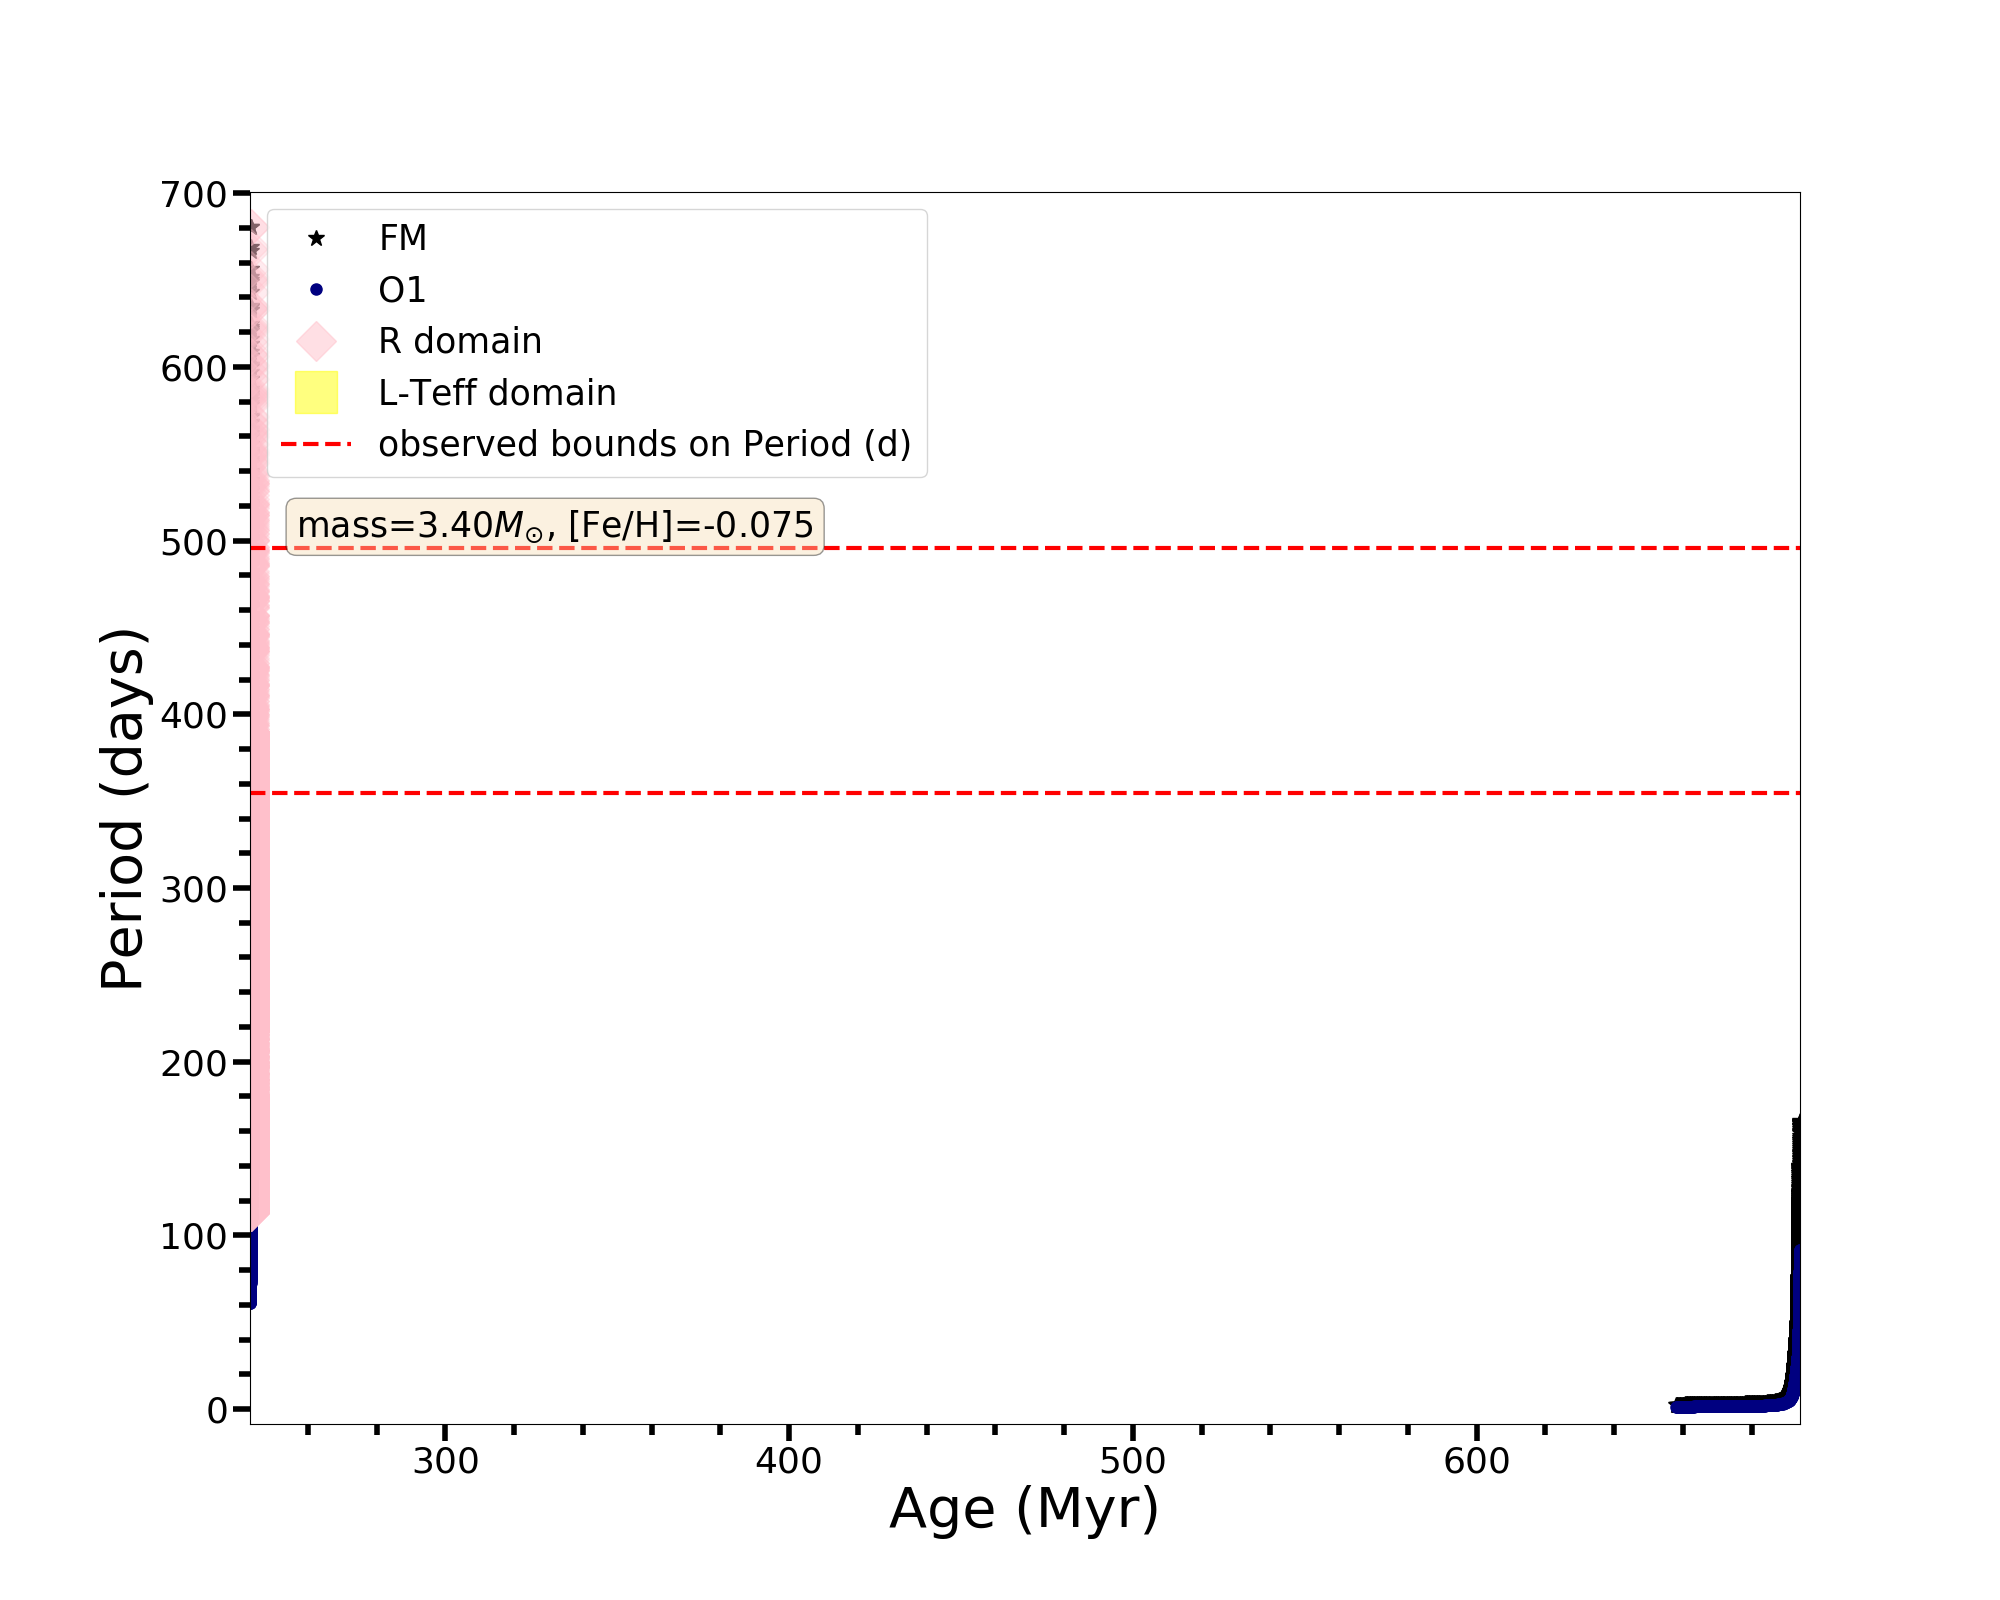 700
600
500
400
300
200
100
0
Period (days)
FM
O1
R domain
L-Teff domain
observed bounds on Period (d)
mass=3.40M☉, [Fe/H]=-0.075
300 400 500 600
Age (Myr)